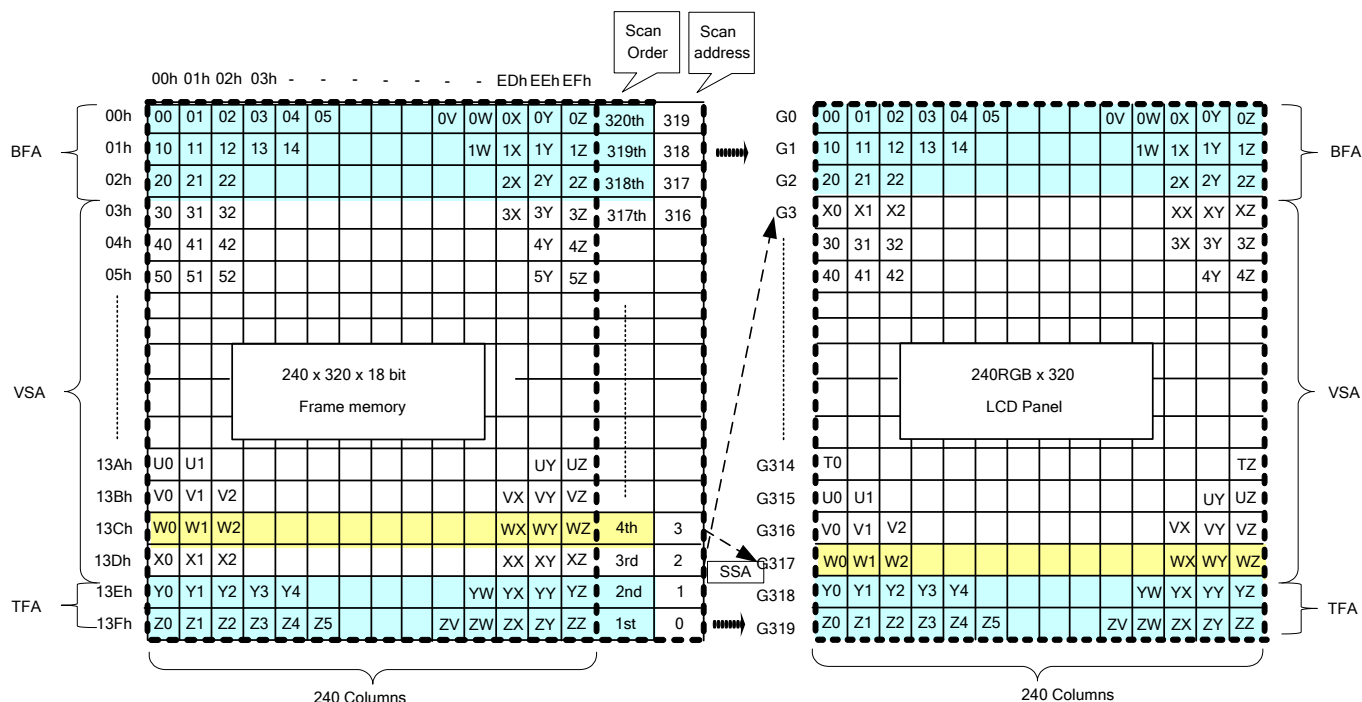 Scan Order
Scan address
00h 01h 02h 03h - - - - - - - EDh EEh EFh
00h 00 01 02 03 04 05 0V 0W 0X 0Y 0Z 320th 319 G0 00 01 02 03 04 05 0V 0W 0X 0Y 0Z
BFA 01h 10 11 12 13 14 1W 1X 1Y 1Z 319th 318 G1 10 11 12 13 14 1W 1X 1Y 1Z BFA
02h 20 21 22 2X 2Y 2Z 318th 317 G2 20 21 22 2X 2Y 2Z
03h 30 31 32 3X 3Y 3Z 317th 316 G3 X0 X1 X2 XX XY XZ
04h 40 41 42 4Y 4Z 30 31 32 3X 3Y 3Z
05h 50 51 52 5Y 5Z 40 41 42 4Y 4Z
VSA 240 x 320 x 18 bit 240RGB x 320 VSA
Frame memory LCD Panel
13Ah U0 U1 UY UZ G314 T0 TZ
13Bh V0 V1 V2 VX VY VZ G315 U0 U1 UY UZ
13Ch W0 W1 W2 WX WY WZ 4th 3 G316 V0 V1 V2 VX VY VZ
13Dh X0 X1 X2 XX XY XZ 3rd 2 SSA G317 W0 W1 W2 WX WY WZ
TFA 13Eh Y0 Y1 Y2 Y3 Y4 YW YX YY YZ 2nd 1 G318 Y0 Y1 Y2 Y3 Y4 YW YX YY YZ TFA
13Fh Z0 Z1 Z2 Z3 Z4 Z5 ZV ZW ZX ZY ZZ 1st 0 G319 Z0 Z1 Z2 Z3 Z4 Z5 ZV ZW ZX ZY ZZ
240 Columns 240 Columns